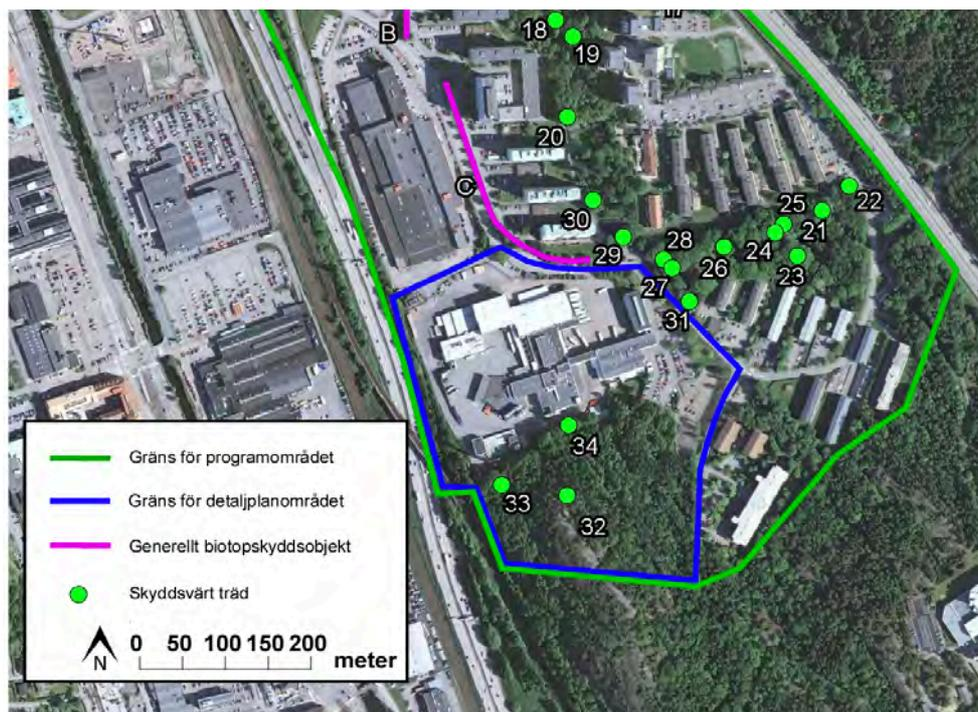 17
18
19
B
20
C
30
22
25
21
29
28
24
26
23
27
31
34
33
32
Gräns för programområdet
Gräns för detaljplanområdet
Generellt biotopskyddsobjekt
Skyddsvärt träd
N
0 50 100 150 200
meter